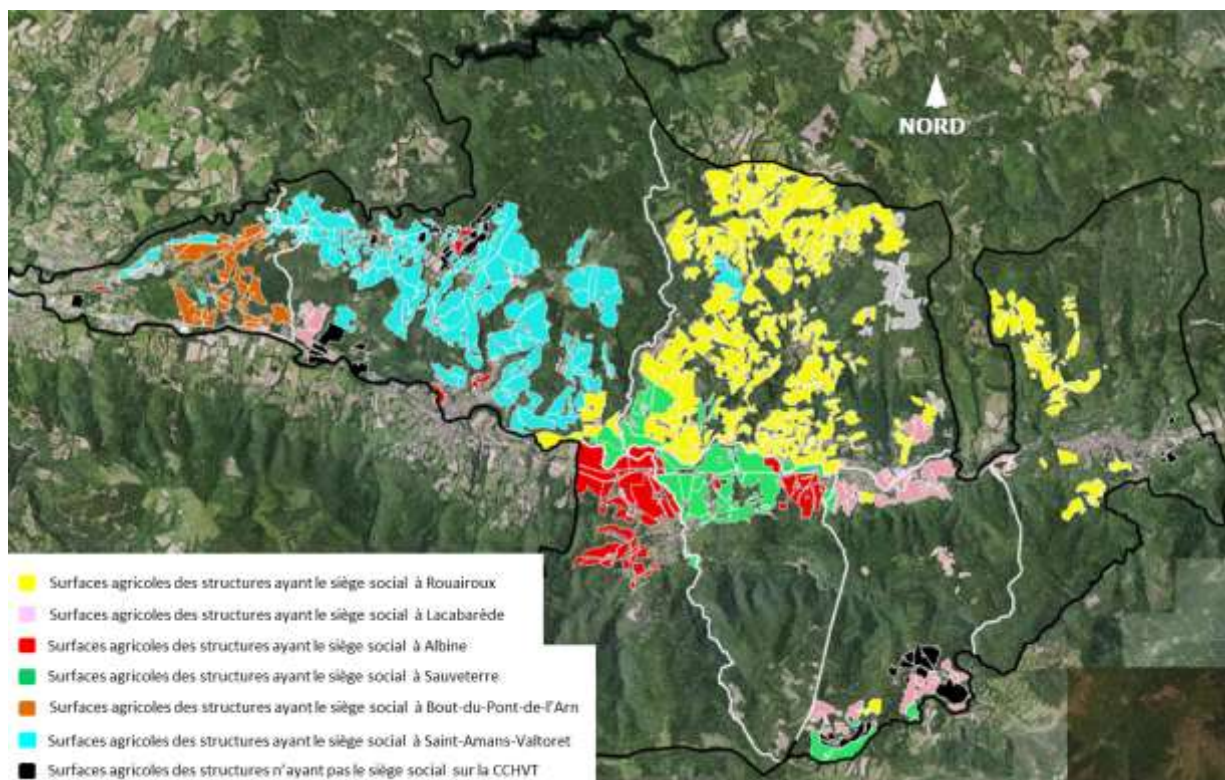 NORD
Surfaces agricoles des structures ayant le siège social à Rouairoux
Surfaces agricoles des structures ayant le siège social à Lacabarède
Surfaces agricoles des structures ayant le siège social à Albine
Surfaces agricoles des structures ayant le siège social à Sauveterre
Surfaces agricoles des structures ayant le siège social à Bout-du-Pont-de-l'Arn
Surfaces agricoles des structures ayant le siège social à Saint-Amans-Valtoret
Surfaces agricoles des structures n'ayant pas le siège social sur la CCHVT